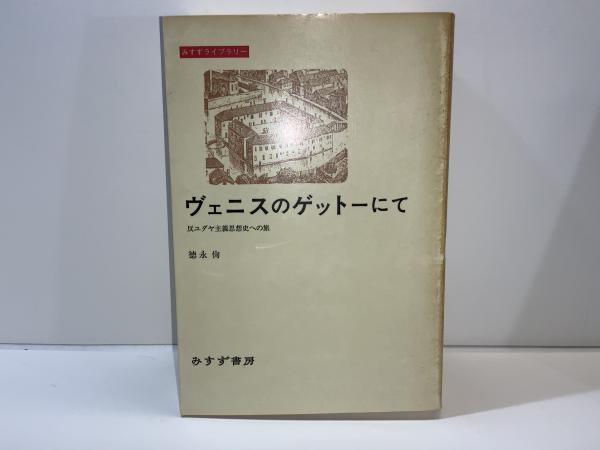 みすずライブラリー
ヴェニスのゲットーにて
反ユダヤ主義思想史への旅
徳永恂
みすず書房